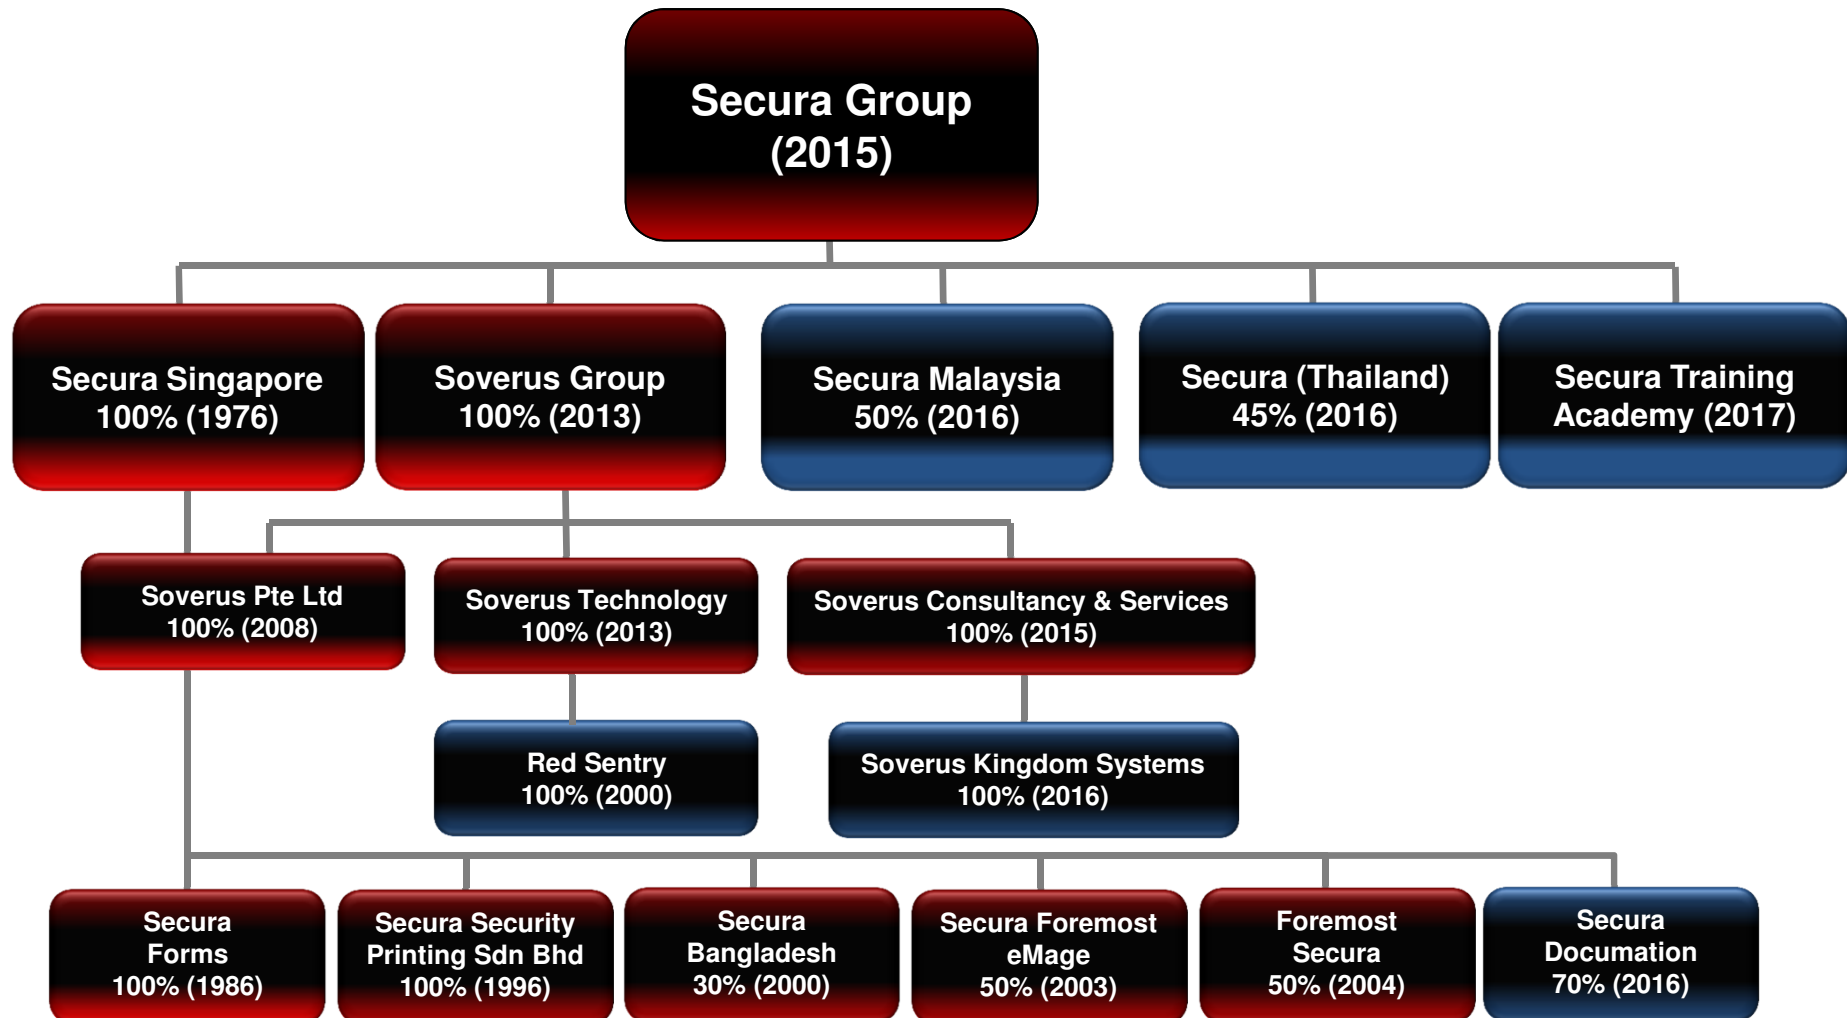 Secura Group
(2015)
Secura Singapore
100% (1976)
Soverus Group
100% (2013)
Secura Malaysia
50% (2016)
Secura (Thailand)
45% (2016)
Secura Training
Academy (2017)
Soverus Pte Ltd
100% (2008)
Soverus Technology
100% (2013)
Soverus Consultancy & Services
100% (2015)
Red Sentry
100% (2000)
Soverus Kingdom Systems
100% (2016)
Secura
Forms
100% (1986)
Secura Security
Printing Sdn Bhd
100% (1996)
Secura
Bangladesh
30% (2000)
Secura Foremost
eMage
50% (2003)
Foremost
Secura
50% (2004)
Secura
Documation
70% (2016)